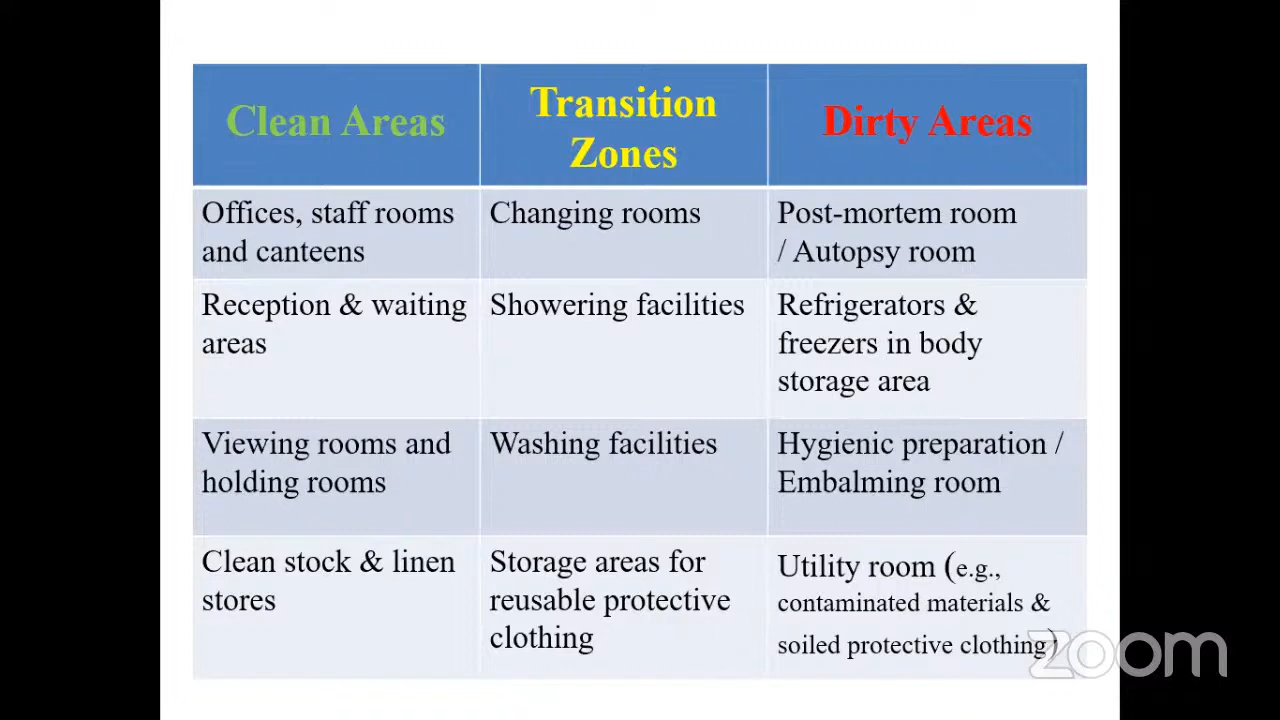 Clean Areas
Transition
Zones
Dirty Areas
Offices, staff rooms
and canteens
Changing rooms
Post-mortem room
/ Autopsy room
Reception & waiting
areas
Showering facilities
Refrigerators &
freezers in body
storage area
Viewing rooms and
holding rooms
Washing facilities
Hygienic preparation /
Embalming room
Clean stock & linen
stores
Storage areas for
reusable protective
clothing
Utility room (e.g.,
contaminated materials &
soiled protective clothing)
zoom